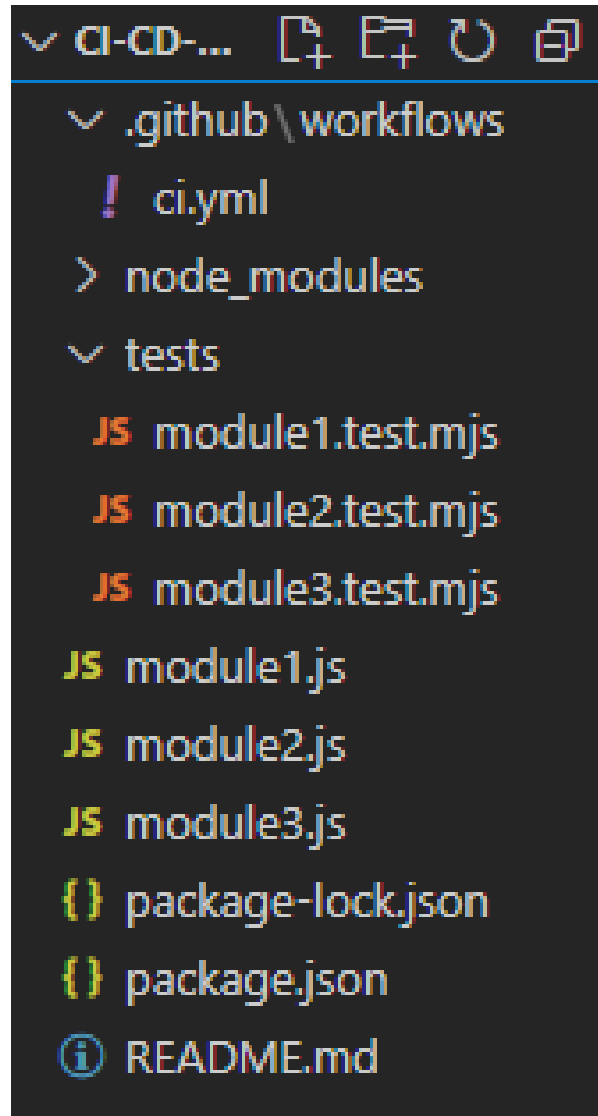 CI-CD-...
.github\workflows
! ci.yml
node_modules
tests
JS module1.test.mjs
JS module2.test.mjs
JS module3.test.mjs
JS module1.js
JS module2.js
JS module3.js
{} package-lock.json
{} package.json
README.md